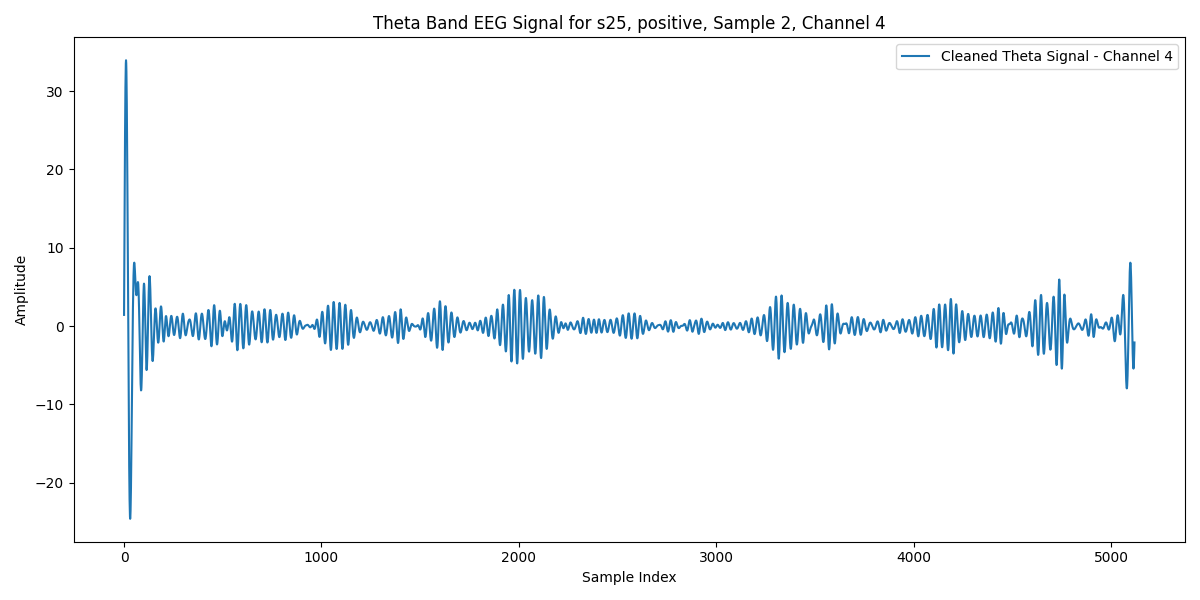 Theta Band EEG Signal for s25, positive, Sample 2, Channel 4
Cleaned Theta Signal - Channel 4
Amplitude
30
20
10
0
−10
−20
0 1000 2000 3000 4000 5000
Sample Index